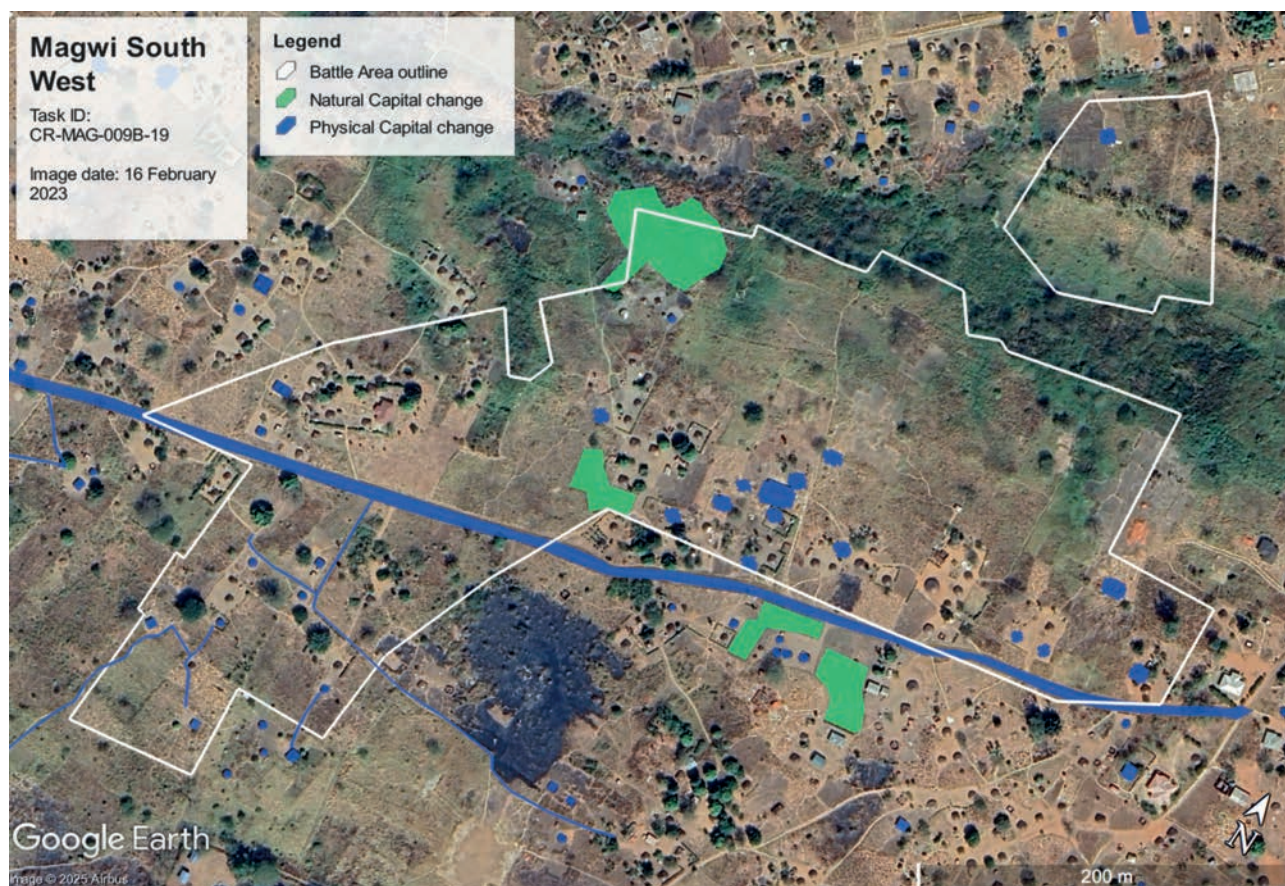 Magwi South
West
Task ID:
CR-MAG-009B-19
Image date: 16 February
2023
Legend
Battle Area outline
Natural Capital change
Physical Capital change
N
Google Earth
Image © 2025 Airbus
200 m